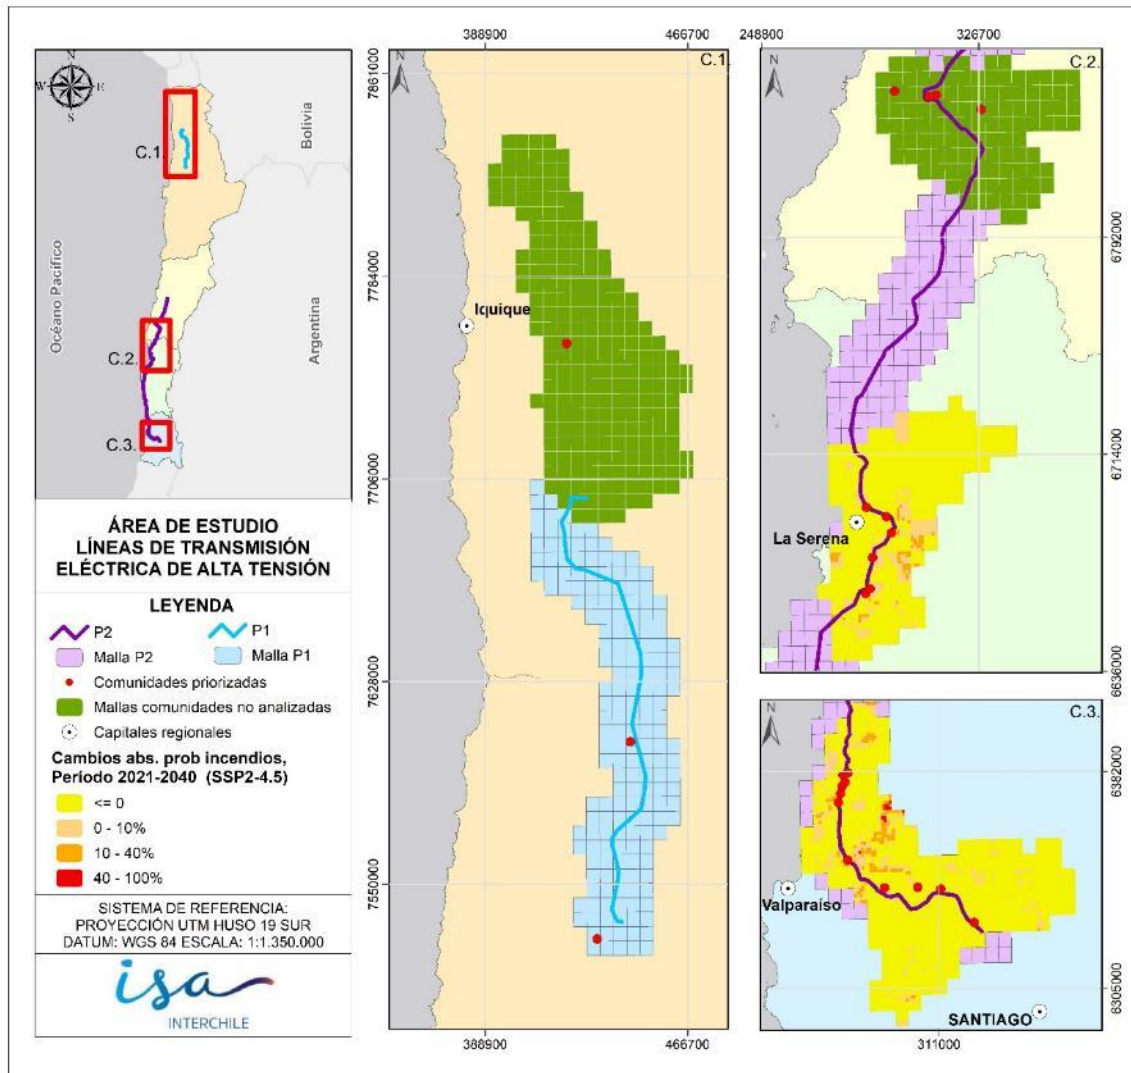 N
W
E
S
C.1.
C.2.
C.3.
Bolivia
Argentina
Océano Pacífico
ÁREA DE ESTUDIO
LÍNEAS DE TRANSMISIÓN
ELÉCTRICA DE ALTA TENSIÓN
LEYENDA
P2
P1
Malla P2
Malla P1
Comunidades priorizadas
Mallas comunidades no analizadas
Capitales regionales
Cambios abs. prob incendios,
Período 2021-2040 (SSP2-4.5)
<= 0
0 - 10%
10 - 40%
40 - 100%
SISTEMA DE REFERENCIA:
PROYECCIÓN UTM HUSO 19 SUR
DATUM: WGS 84 ESCALA: 1:1.350.000
isa
INTERCHILE
388900
466700
C.1.
N
7861000
7784000
7706000
7628000
7550000
Iquique
388900
466700
248800
326700
C.2.
N
6792000
6714000
6636000
La Serena
C.3.
N
6382000
6305000
Valparaíso
SANTIAGO
311000